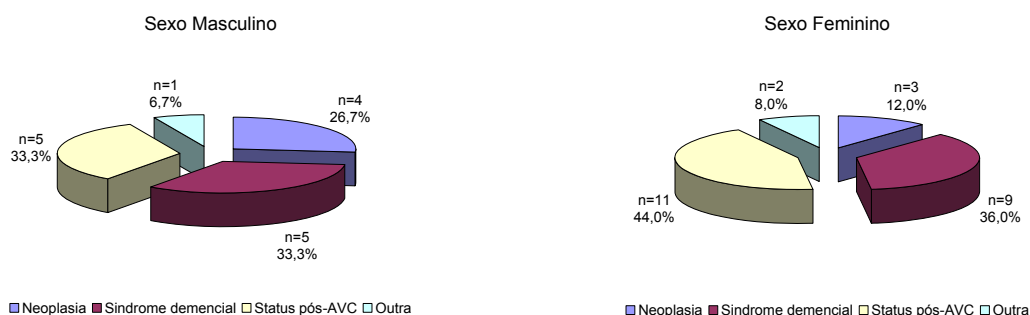 Sexo Masculino
n=1
6,7%
n=4
26,7%
n=5
33,3%
n=5
33,3%
Neoplasia Sindrome demencial Status pós-AVC Outra
Sexo Feminino
n=2
8,0%
n=3
12,0%
n=11
44,0%
n=9
36,0%
Neoplasia Sindrome demencial Status pós-AVC Outra